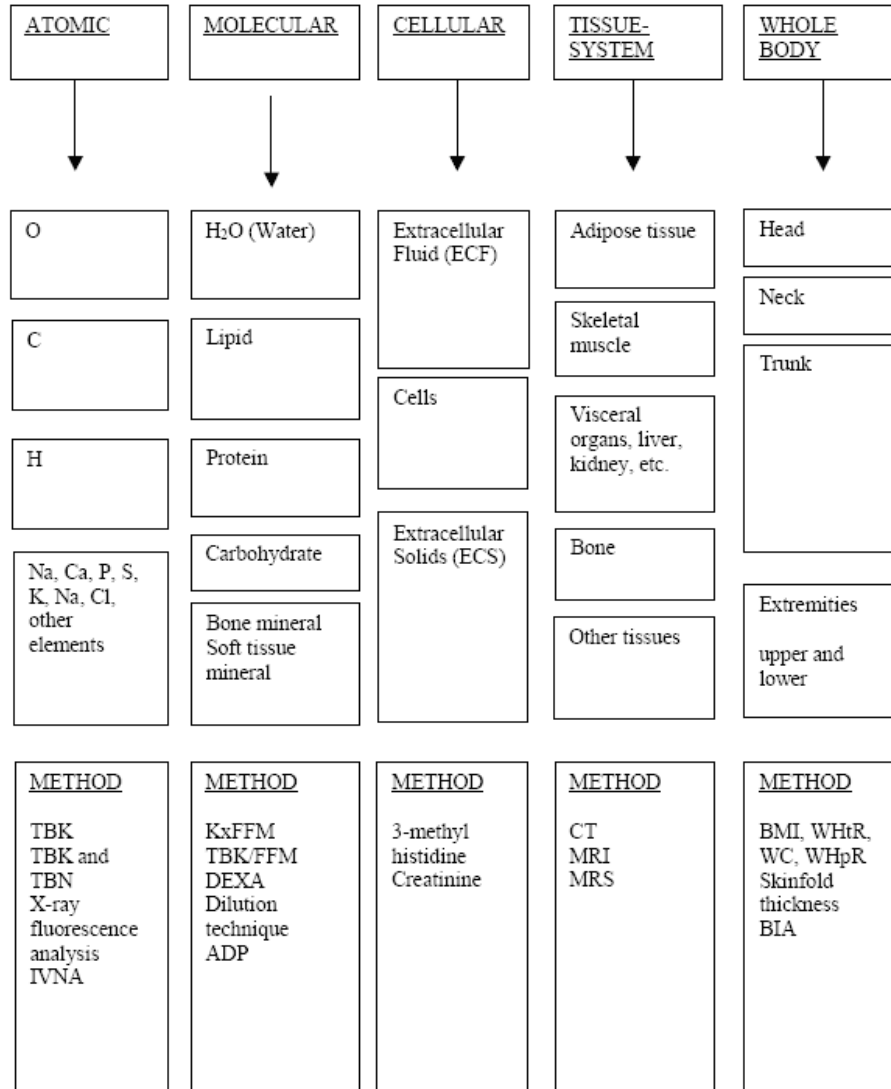 ATOMIC
MOLECULAR
CELLULAR
TISSUE-
SYSTEM
WHOLE
BODY
O
C
H
Na, Ca, P, S,
K, Na, Cl,
other
elements
H₂O (Water)
Lipid
Protein
Carbohydrate
Bone mineral
Soft tissue
mineral
Extracellular
Fluid (ECF)
Cells
Extracellular
Solids (ECS)
Adipose tissue
Skeletal
muscle
Visceral
organs, liver,
kidney, etc.
Bone
Other tissues
Head
Neck
Trunk
Extremities
upper and
lower
METHOD
TBK
TBK and
TBN
X-ray
fluorescence
analysis
IVNA
METHOD
KxFFM
TBK/FFM
DEXA
Dilution
technique
ADP
METHOD
3-methyl
histidine
Creatinine
METHOD
CT
MRI
MRS
METHOD
BMI, WHtR,
WC, WHpR
Skinfold
thickness
BIA